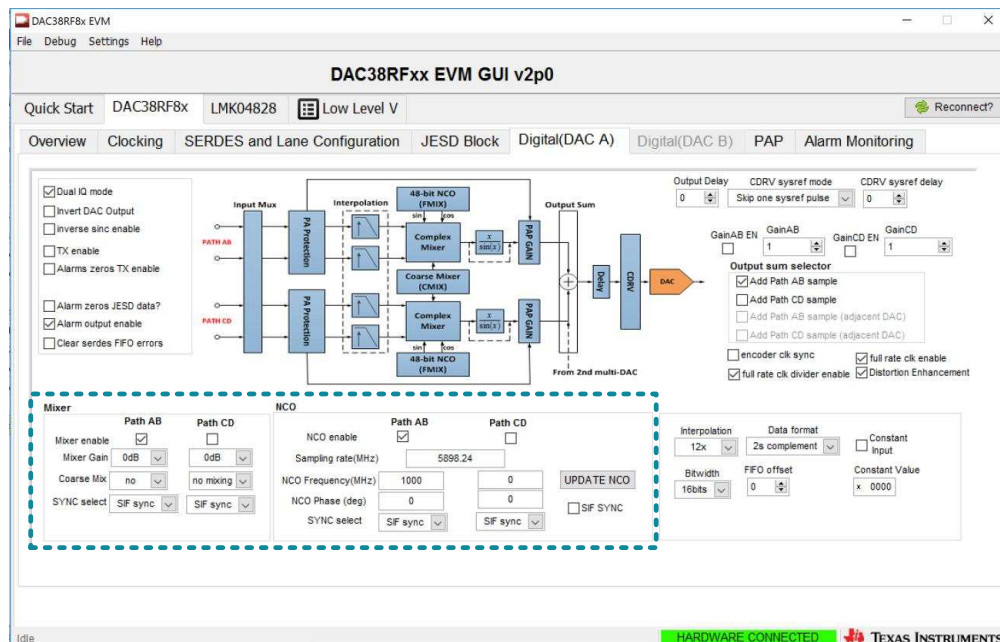 DAC38RF8x EVM
File Debug Settings Help
DAC38RFxx EVM GUI v2p0
Quick Start DAC38RF8x LMK04828 Low Level V Reconnect?
Overview Clocking SERDES and Lane Configuration JESD Block Digital(DAC A) Digital(DAC B) PAP Alarm Monitoring
Dual IQ mode
Invert DAC Output
inverse sinc enable
TX enable
Alarms zeros TX enable
Alarm zeros JESD data?
Alarm output enable
Clear serdes FIFO errors
Input Mux
PATH AB
PATH CD
PA Protection
PA Protection
Interpolation
48-bit NCO
(FMIX)
sin cos
Complex
Mixer
Coarse Mixer
(CMIX)
Complex
Mixer
sin cos
48-bit NCO
(FMIX)
x
sin(x)
x
sin(x)
PAP GAIN
PAP GAIN
Output Sum
From 2nd multi-DAC
Delay
CDRV
DAC
Output Delay CDRV sysref mode CDRV sysref delay
0 Skip one sysref pulse 0
GainAB EN GainAB GainCD EN GainCD
1 1
Output sum selector
Add Path AB sample
Add Path CD sample
Add Path AB sample (adjacent DAC)
Add Path CD sample (adjacent DAC)
encoder clk sync full rate clk enable
full rate clk divider enable Distortion Enhancement
Mixer
Path AB Path CD
Mixer enable
Mixer Gain 0dB 0dB
Coarse Mix no no mixing
SYNC select SIF sync SIF sync
NCO
Path AB Path CD
NCO enable
Sampling rate(MHz) 5898.24
NCO Frequency(MHz) 1000 0 UPDATE NCO
NCO Phase (deg) 0 0 SIF SYNC
SYNC select SIF sync SIF sync
Interpolation Data format
12x 2s complement Constant Input
Bitwidth FIFO offset Constant Value
16bits 0 x 0000
Idle HARDWARE CONNECTED TEXAS INSTRUMENTS